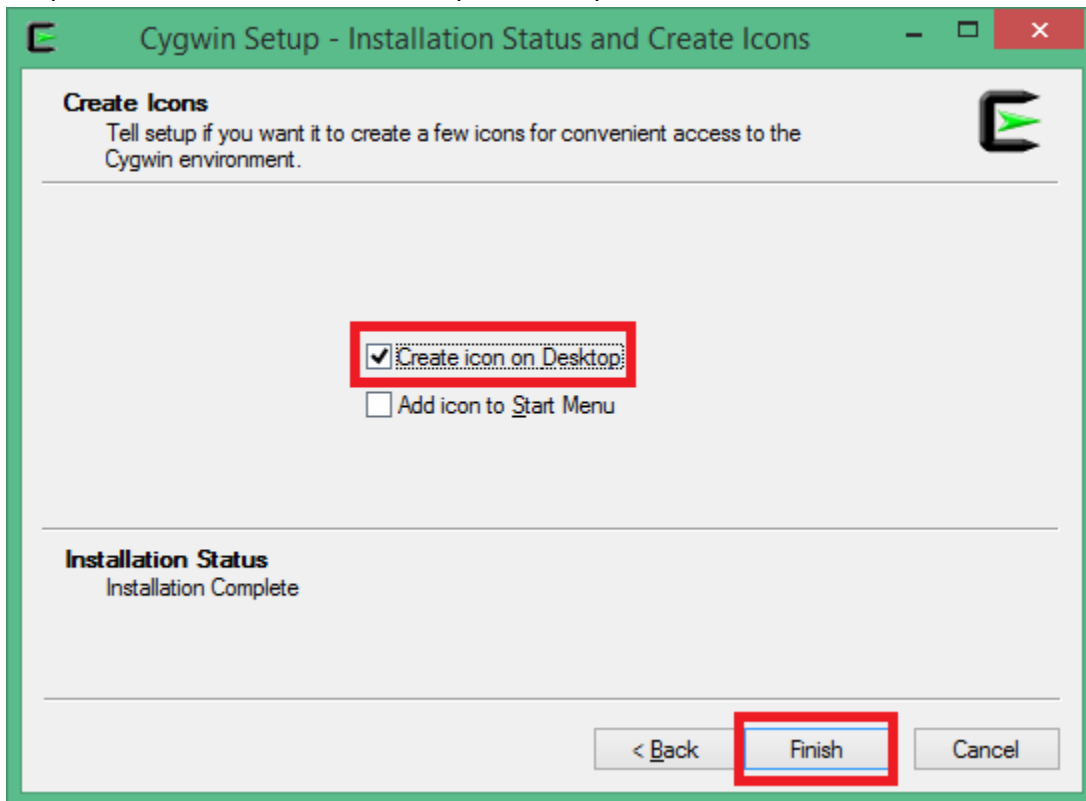 Cygwin Setup - Installation Status and Create Icons
Create Icons
Tell setup if you want it to create a few icons for convenient access to the
Cygwin environment.
Create icon on Desktop
Add icon to Start Menu
Installation Status
Installation Complete
< Back Finish Cancel